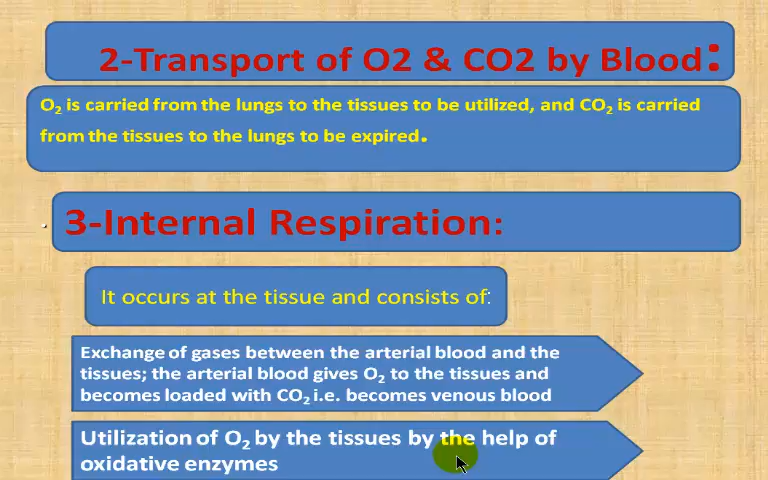 2-Transport of O2 & CO2 by Blood:
O₂ is carried from the lungs to the tissues to be utilized, and CO₂ is carried
from the tissues to the lungs to be expired.
3-Internal Respiration:
It occurs at the tissue and consists of:
Exchange of gases between the arterial blood and the
tissues; the arterial blood gives O₂ to the tissues and
becomes loaded with CO₂ i.e. becomes venous blood
Utilization of O₂ by the tissues by the help of
oxidative enzymes